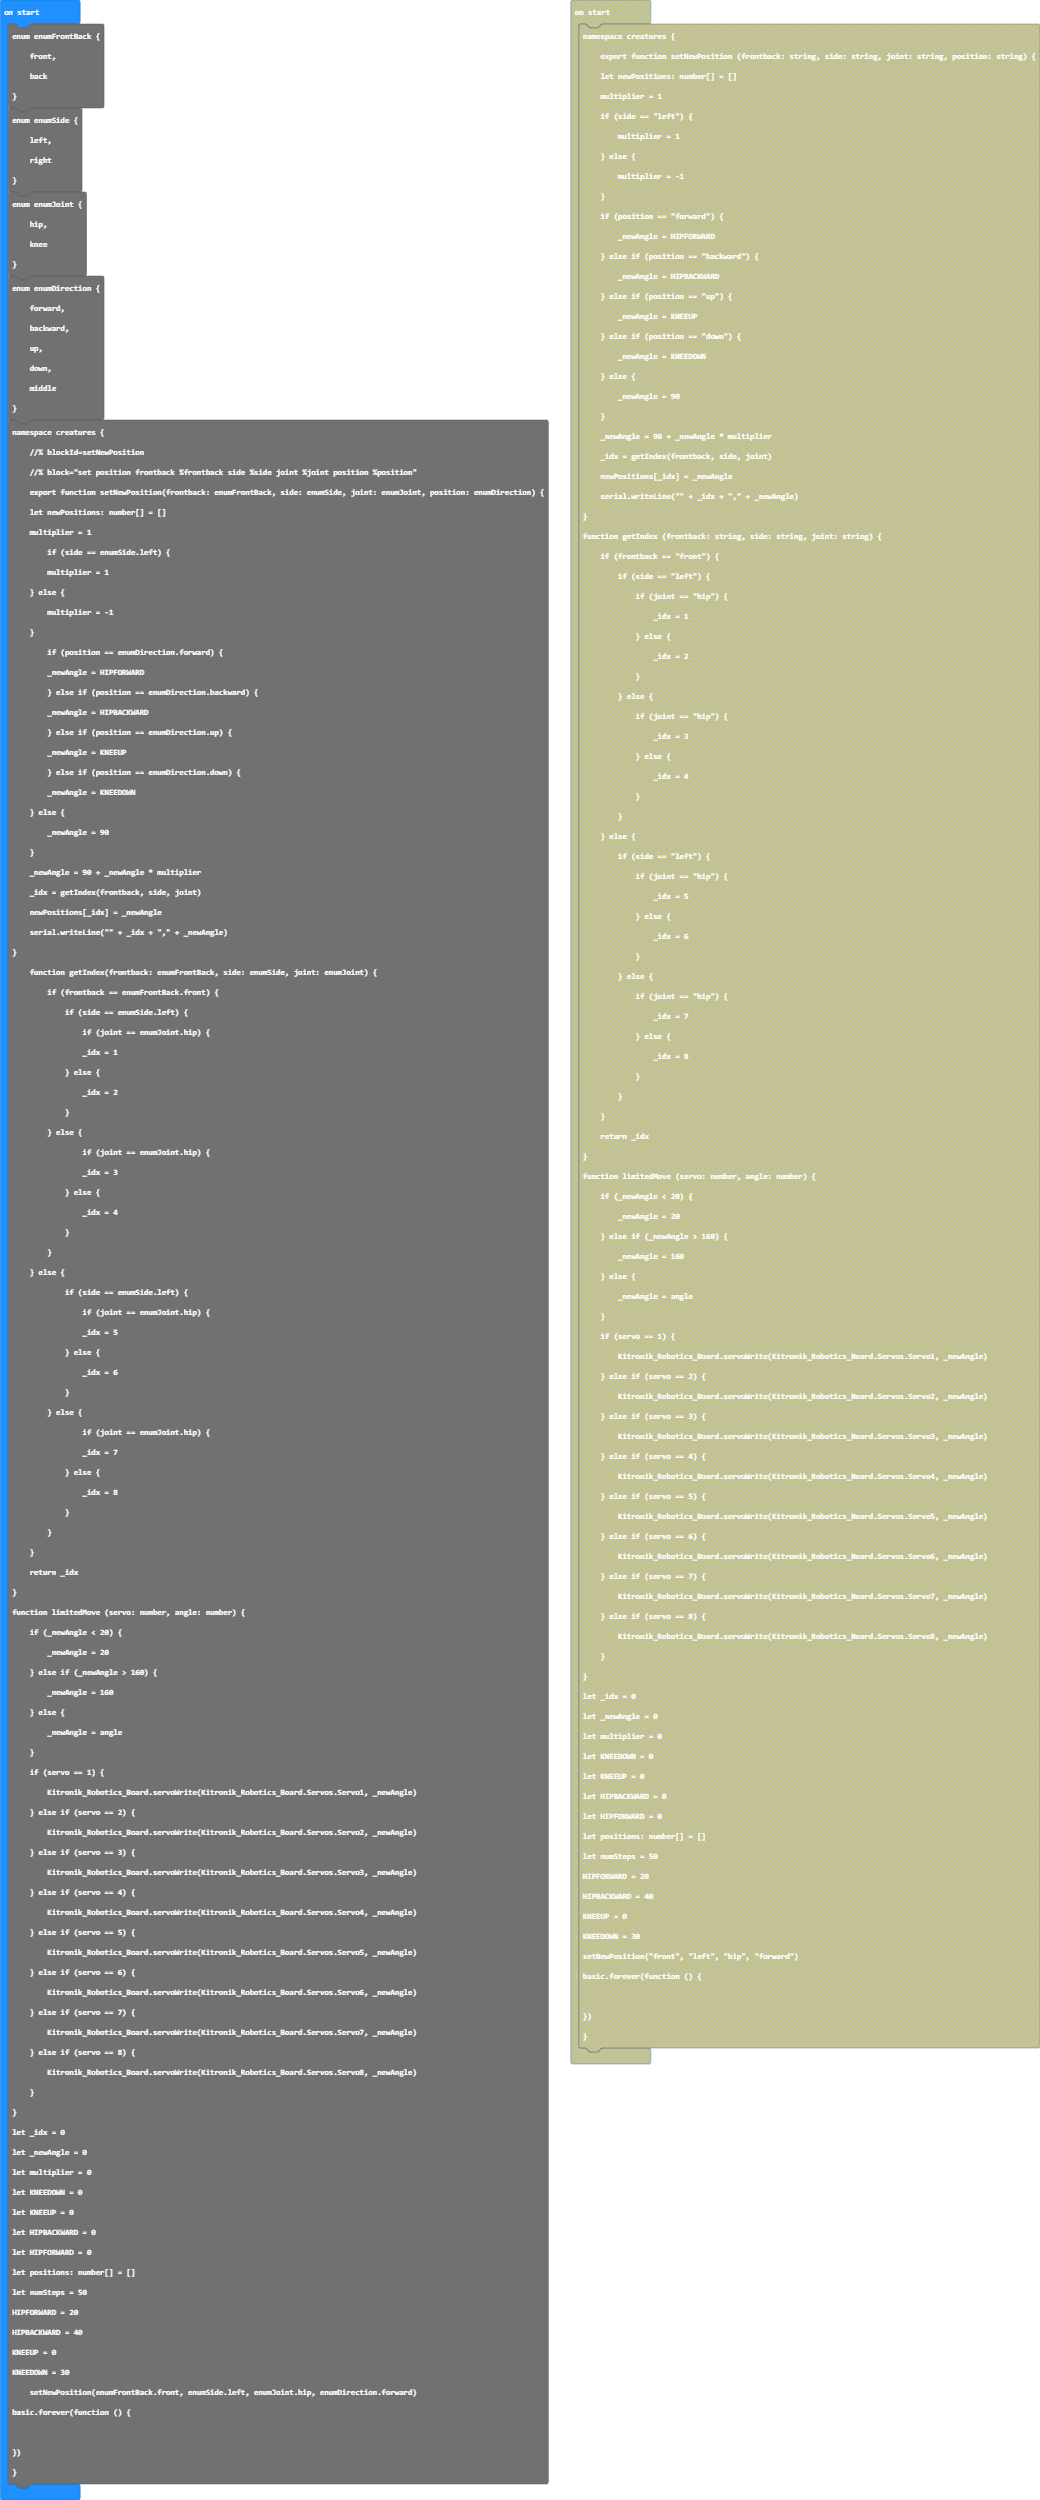 on start
enum enumFrontBack {
front,
back
}
enum enumSide {
left,
right
}
enum enumJoint {
hip,
knee
}
enum enumDirection {
forward,
backward,
up,
down,
middle
}
namespace creatures {
//% blockId=setNewPosition
//% block="set position frontback %frontback side %side joint %joint position %position"
export function setNewPosition(frontback: enumFrontBack, side: enumSide, joint: enumJoint, position: enumDirection) {
let newPositions: number[] = []
multiplier = 1
if (side == enumSide.left) {
multiplier = 1
} else {
multiplier = -1
}
if (position == enumDirection.forward) {
_newAngle = HIPFORWARD
} else if (position == enumDirection.backward) {
_newAngle = HIPBACKWARD
} else if (position == enumDirection.up) {
_newAngle = KNEEUP
} else if (position == enumDirection.down) {
_newAngle = KNEEDOWN
} else {
_newAngle = 90
}
_newAngle = 90 + _newAngle * multiplier
_idx = getIndex(frontback, side, joint)
newPositions[_idx] = _newAngle
serial.writeLine("" + _idx + "," + _newAngle)
}
function getIndex(frontback: enumFrontBack, side: enumSide, joint: enumJoint) {
if (frontback == enumFrontBack.front) {
if (side == enumSide.left) {
if (joint == enumJoint.hip) {
_idx = 1
} else {
_idx = 2
}
} else {
if (joint == enumJoint.hip) {
_idx = 3
} else {
_idx = 4
}
}
} else {
if (side == enumSide.left) {
if (joint == enumJoint.hip) {
_idx = 5
} else {
_idx = 6
}
} else {
if (joint == enumJoint.hip) {
_idx = 7
} else {
_idx = 8
}
}
}
return _idx
}
function limitedMove (servo: number, angle: number) {
if (_newAngle < 20) {
_newAngle = 20
} else if (_newAngle > 160) {
_newAngle = 160
} else {
_newAngle = angle
}
if (servo == 1) {
Kitronik_Robotics_Board.servoWrite(Kitronik_Robotics_Board.Servos.Servo1, _newAngle)
} else if (servo == 2) {
Kitronik_Robotics_Board.servoWrite(Kitronik_Robotics_Board.Servos.Servo2, _newAngle)
} else if (servo == 3) {
Kitronik_Robotics_Board.servoWrite(Kitronik_Robotics_Board.Servos.Servo3, _newAngle)
} else if (servo == 4) {
Kitronik_Robotics_Board.servoWrite(Kitronik_Robotics_Board.Servos.Servo4, _newAngle)
} else if (servo == 5) {
Kitronik_Robotics_Board.servoWrite(Kitronik_Robotics_Board.Servos.Servo5, _newAngle)
} else if (servo == 6) {
Kitronik_Robotics_Board.servoWrite(Kitronik_Robotics_Board.Servos.Servo6, _newAngle)
} else if (servo == 7) {
Kitronik_Robotics_Board.servoWrite(Kitronik_Robotics_Board.Servos.Servo7, _newAngle)
} else if (servo == 8) {
Kitronik_Robotics_Board.servoWrite(Kitronik_Robotics_Board.Servos.Servo8, _newAngle)
}
}
let _idx = 0
let _newAngle = 0
let multiplier = 0
let KNEEDOWN = 0
let KNEEUP = 0
let HIPBACKWARD = 0
let HIPFORWARD = 0
let positions: number[] = []
let numSteps = 50
HIPFORWARD = 20
HIPBACKWARD = 40
KNEEUP = 0
KNEEDOWN = 30
setNewPosition(enumFrontBack.front, enumSide.left, enumJoint.hip, enumDirection.forward)
basic.forever(function () {
})
}
on start
namespace creatures {
export function setNewPosition (frontback: string, side: string, joint: string, position: string) {
let newPositions: number[] = []
multiplier = 1
if (side == "left") {
multiplier = 1
} else {
multiplier = -1
}
if (position == "forward") {
_newAngle = HIPFORWARD
} else if (position == "backward") {
_newAngle = HIPBACKWARD
} else if (position == "up") {
_newAngle = KNEEUP
} else if (position == "down") {
_newAngle = KNEEDOWN
} else {
_newAngle = 90
}
_newAngle = 90 + _newAngle * multiplier
_idx = getIndex(frontback, side, joint)
newPositions[_idx] = _newAngle
serial.writeLine("" + _idx + "," + _newAngle)
}
function getIndex (frontback: string, side: string, joint: string) {
if (frontback == "front") {
if (side == "left") {
if (joint == "hip") {
_idx = 1
} else {
_idx = 2
}
} else {
if (joint == "hip") {
_idx = 3
} else {
_idx = 4
}
}
} else {
if (side == "left") {
if (joint == "hip") {
_idx = 5
} else {
_idx = 6
}
} else {
if (joint == "hip") {
_idx = 7
} else {
_idx = 8
}
}
}
return _idx
}
function limitedMove (servo: number, angle: number) {
if (_newAngle < 20) {
_newAngle = 20
} else if (_newAngle > 160) {
_newAngle = 160
} else {
_newAngle = angle
}
if (servo == 1) {
Kitronik_Robotics_Board.servoWrite(Kitronik_Robotics_Board.Servos.Servo1, _newAngle)
} else if (servo == 2) {
Kitronik_Robotics_Board.servoWrite(Kitronik_Robotics_Board.Servos.Servo2, _newAngle)
} else if (servo == 3) {
Kitronik_Robotics_Board.servoWrite(Kitronik_Robotics_Board.Servos.Servo3, _newAngle)
} else if (servo == 4) {
Kitronik_Robotics_Board.servoWrite(Kitronik_Robotics_Board.Servos.Servo4, _newAngle)
} else if (servo == 5) {
Kitronik_Robotics_Board.servoWrite(Kitronik_Robotics_Board.Servos.Servo5, _newAngle)
} else if (servo == 6) {
Kitronik_Robotics_Board.servoWrite(Kitronik_Robotics_Board.Servos.Servo6, _newAngle)
} else if (servo == 7) {
Kitronik_Robotics_Board.servoWrite(Kitronik_Robotics_Board.Servos.Servo7, _newAngle)
} else if (servo == 8) {
Kitronik_Robotics_Board.servoWrite(Kitronik_Robotics_Board.Servos.Servo8, _newAngle)
}
}
let _idx = 0
let _newAngle = 0
let multiplier = 0
let KNEEDOWN = 0
let KNEEUP = 0
let HIPBACKWARD = 0
let HIPFORWARD = 0
let positions: number[] = []
let numSteps = 50
HIPFORWARD = 20
HIPBACKWARD = 40
KNEEUP = 0
KNEEDOWN = 30
setNewPosition("front", "left", "hip", "forward")
basic.forever(function () {
})
}